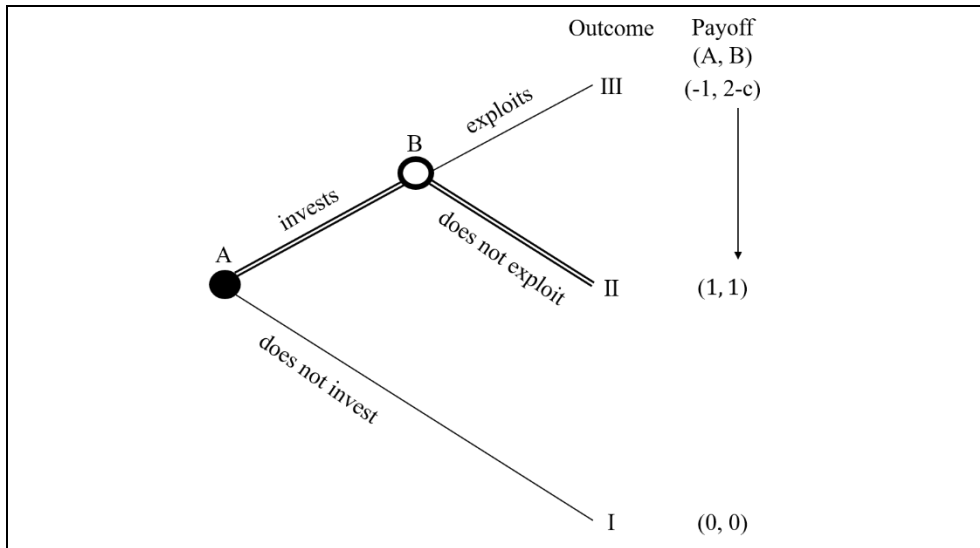 Outcome Payoff
(A, B)
III (-1, 2-c)
exploits
B
invests
does not exploit
A
II (1, 1)
does not invest
I (0, 0)